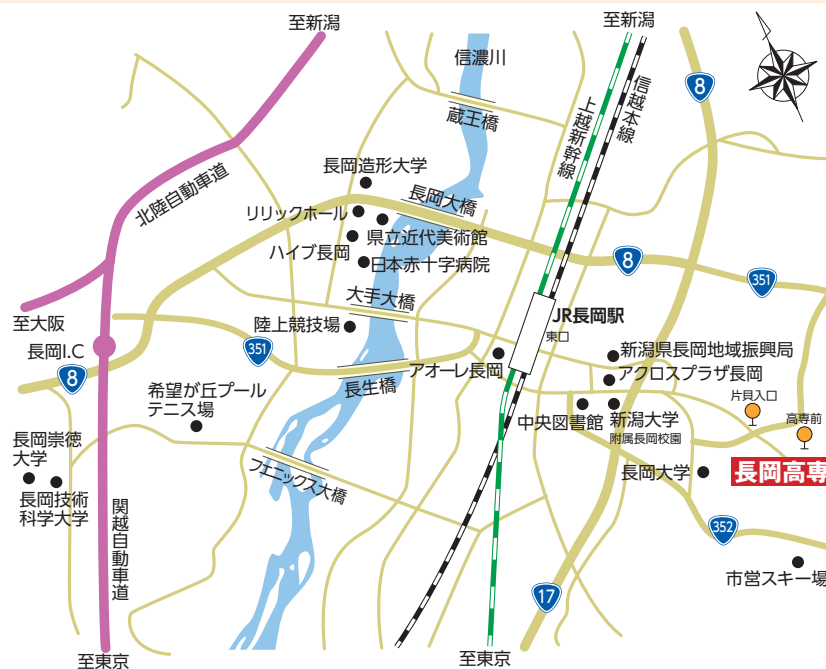 至新潟
至新潟
信濃川
8
蔵王橋
信越本線
上越新幹線
長岡造形大学
北陸自動車道
リリックホール
長岡大橋
県立近代美術館
ハイブ長岡
日本赤十字病院
8
351
大手大橋
至大阪
陸上競技場
JR長岡駅
東口
長岡I.C
351
新潟県長岡地域振興局
アオーレ長岡
8
長生橋
アクロスプラザ長岡
希望が丘プール
テニス場
片貝入口
中央図書館
新潟大学
附属長岡校園
高専前
長岡崇徳
大学
長岡技術
科学大学
フェニックス大橋
長岡大学
長岡高専
関越自動車道
352
市営スキー場
17
至東京
至東京